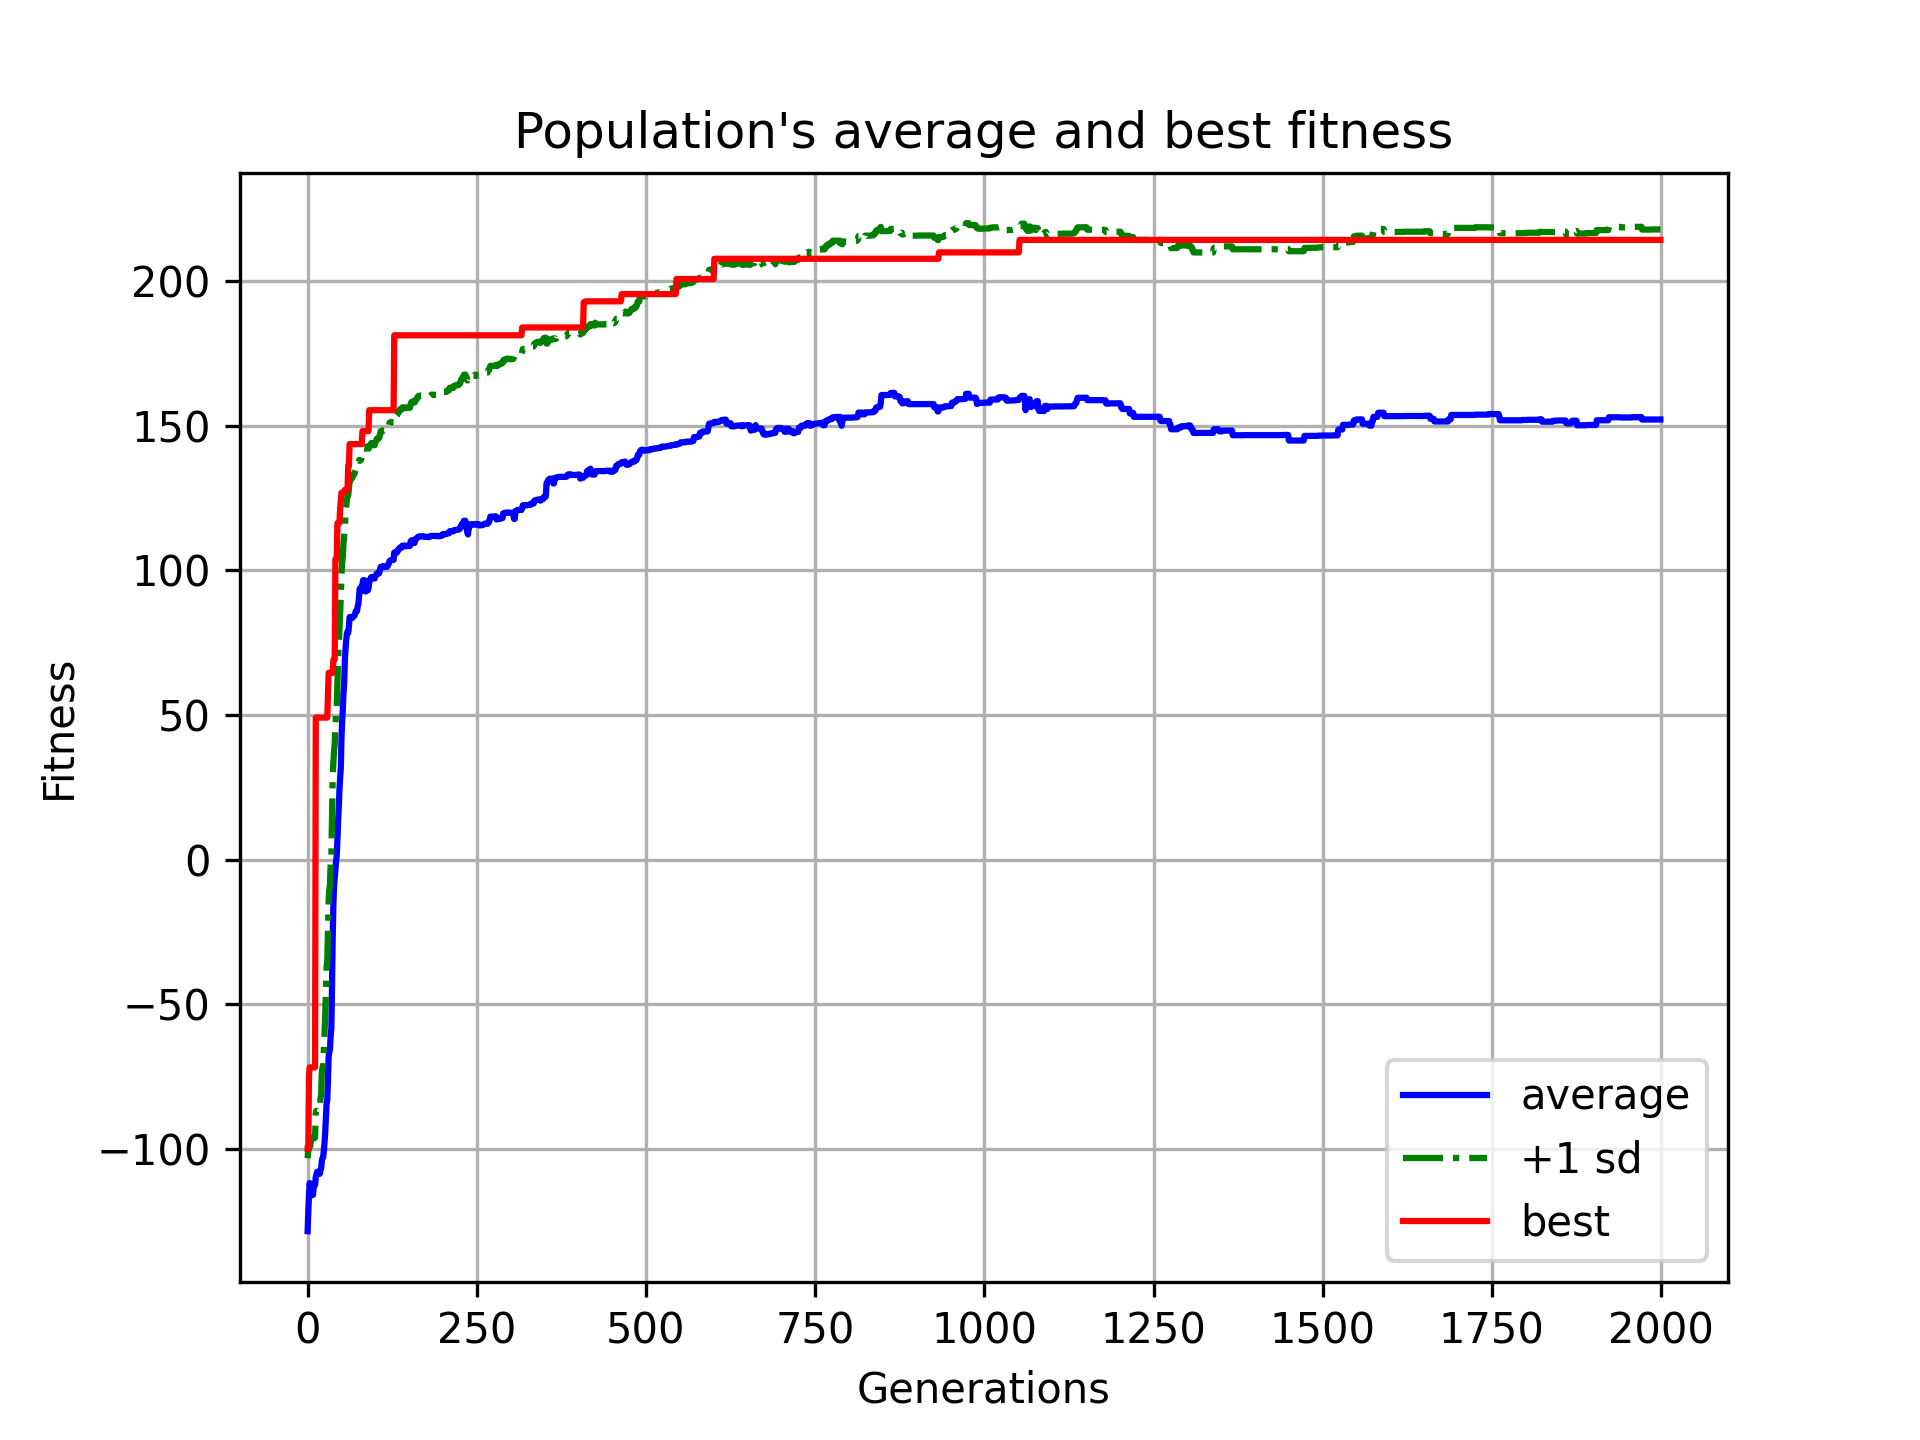 Population's average and best fitness
Fitness
200
150
100
50
0
−50
−100
0 250 500 750 1000 1250 1500 1750 2000
Generations
average
+1 sd
best